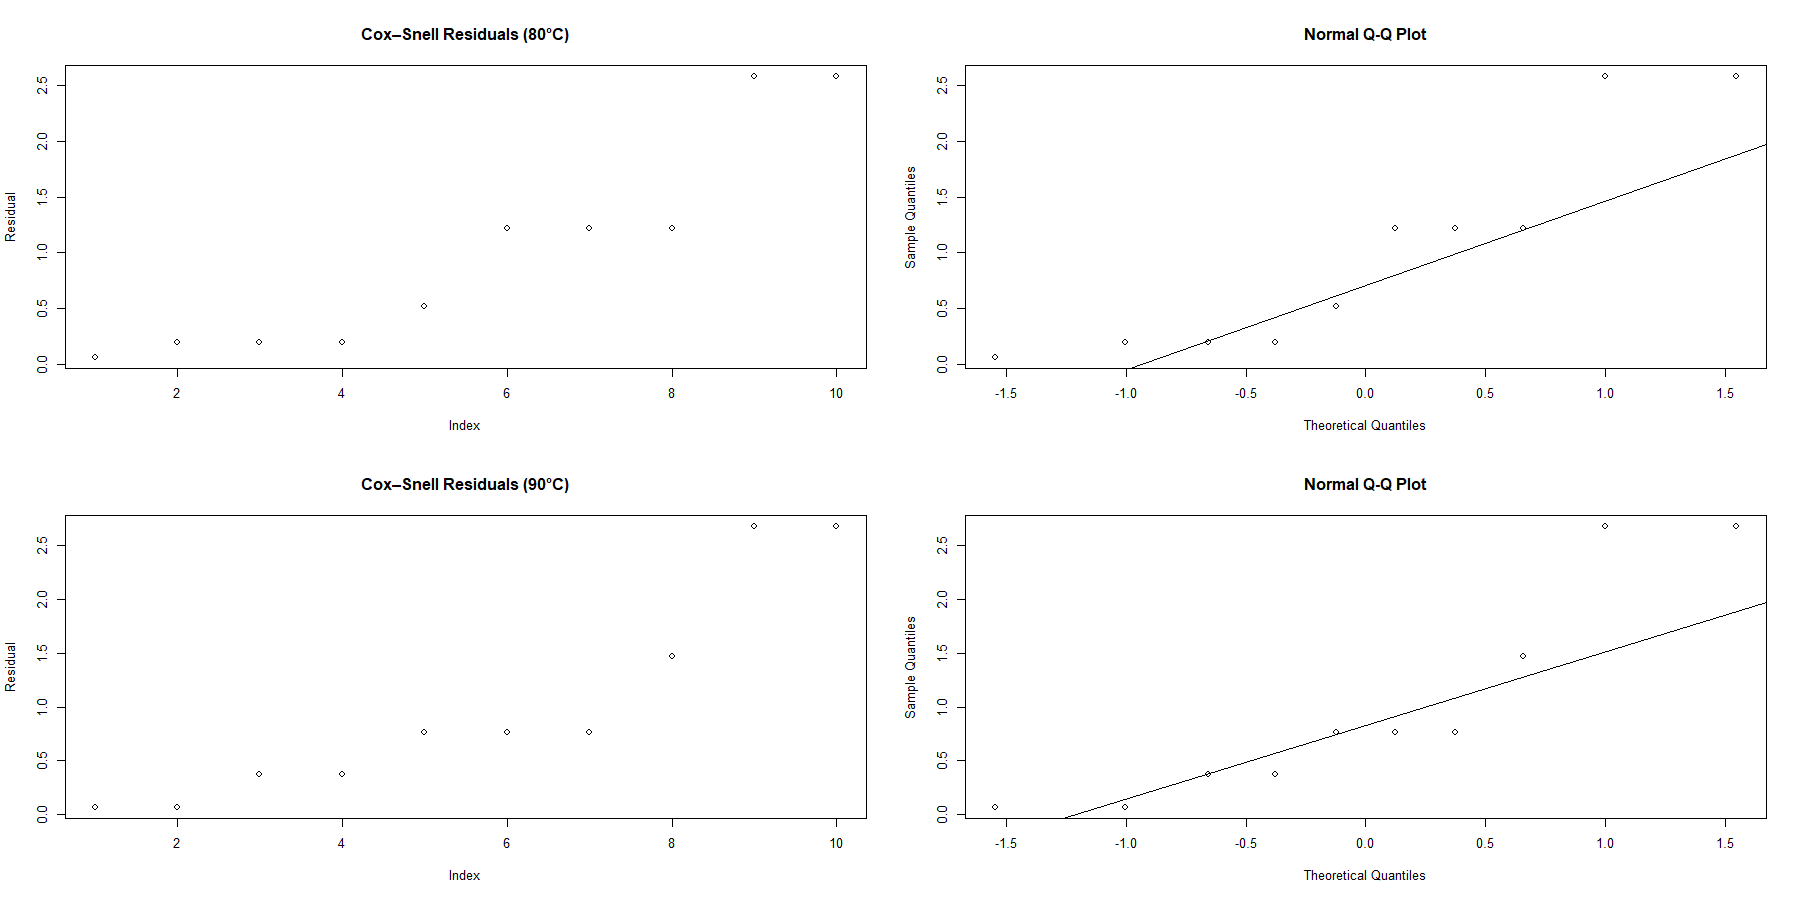 Cox–Snell Residuals (80°C)
Residual
0.0 0.5 1.0 1.5 2.0 2.5
2 4 6 8 10
Index
Normal Q-Q Plot
Sample Quantiles
0.0 0.5 1.0 1.5 2.0 2.5
-1.5 -1.0 -0.5 0.0 0.5 1.0 1.5
Theoretical Quantiles
Cox–Snell Residuals (90°C)
Residual
0.0 0.5 1.0 1.5 2.0 2.5
2 4 6 8 10
Index
Normal Q-Q Plot
Sample Quantiles
0.0 0.5 1.0 1.5 2.0 2.5
-1.5 -1.0 -0.5 0.0 0.5 1.0 1.5
Theoretical Quantiles